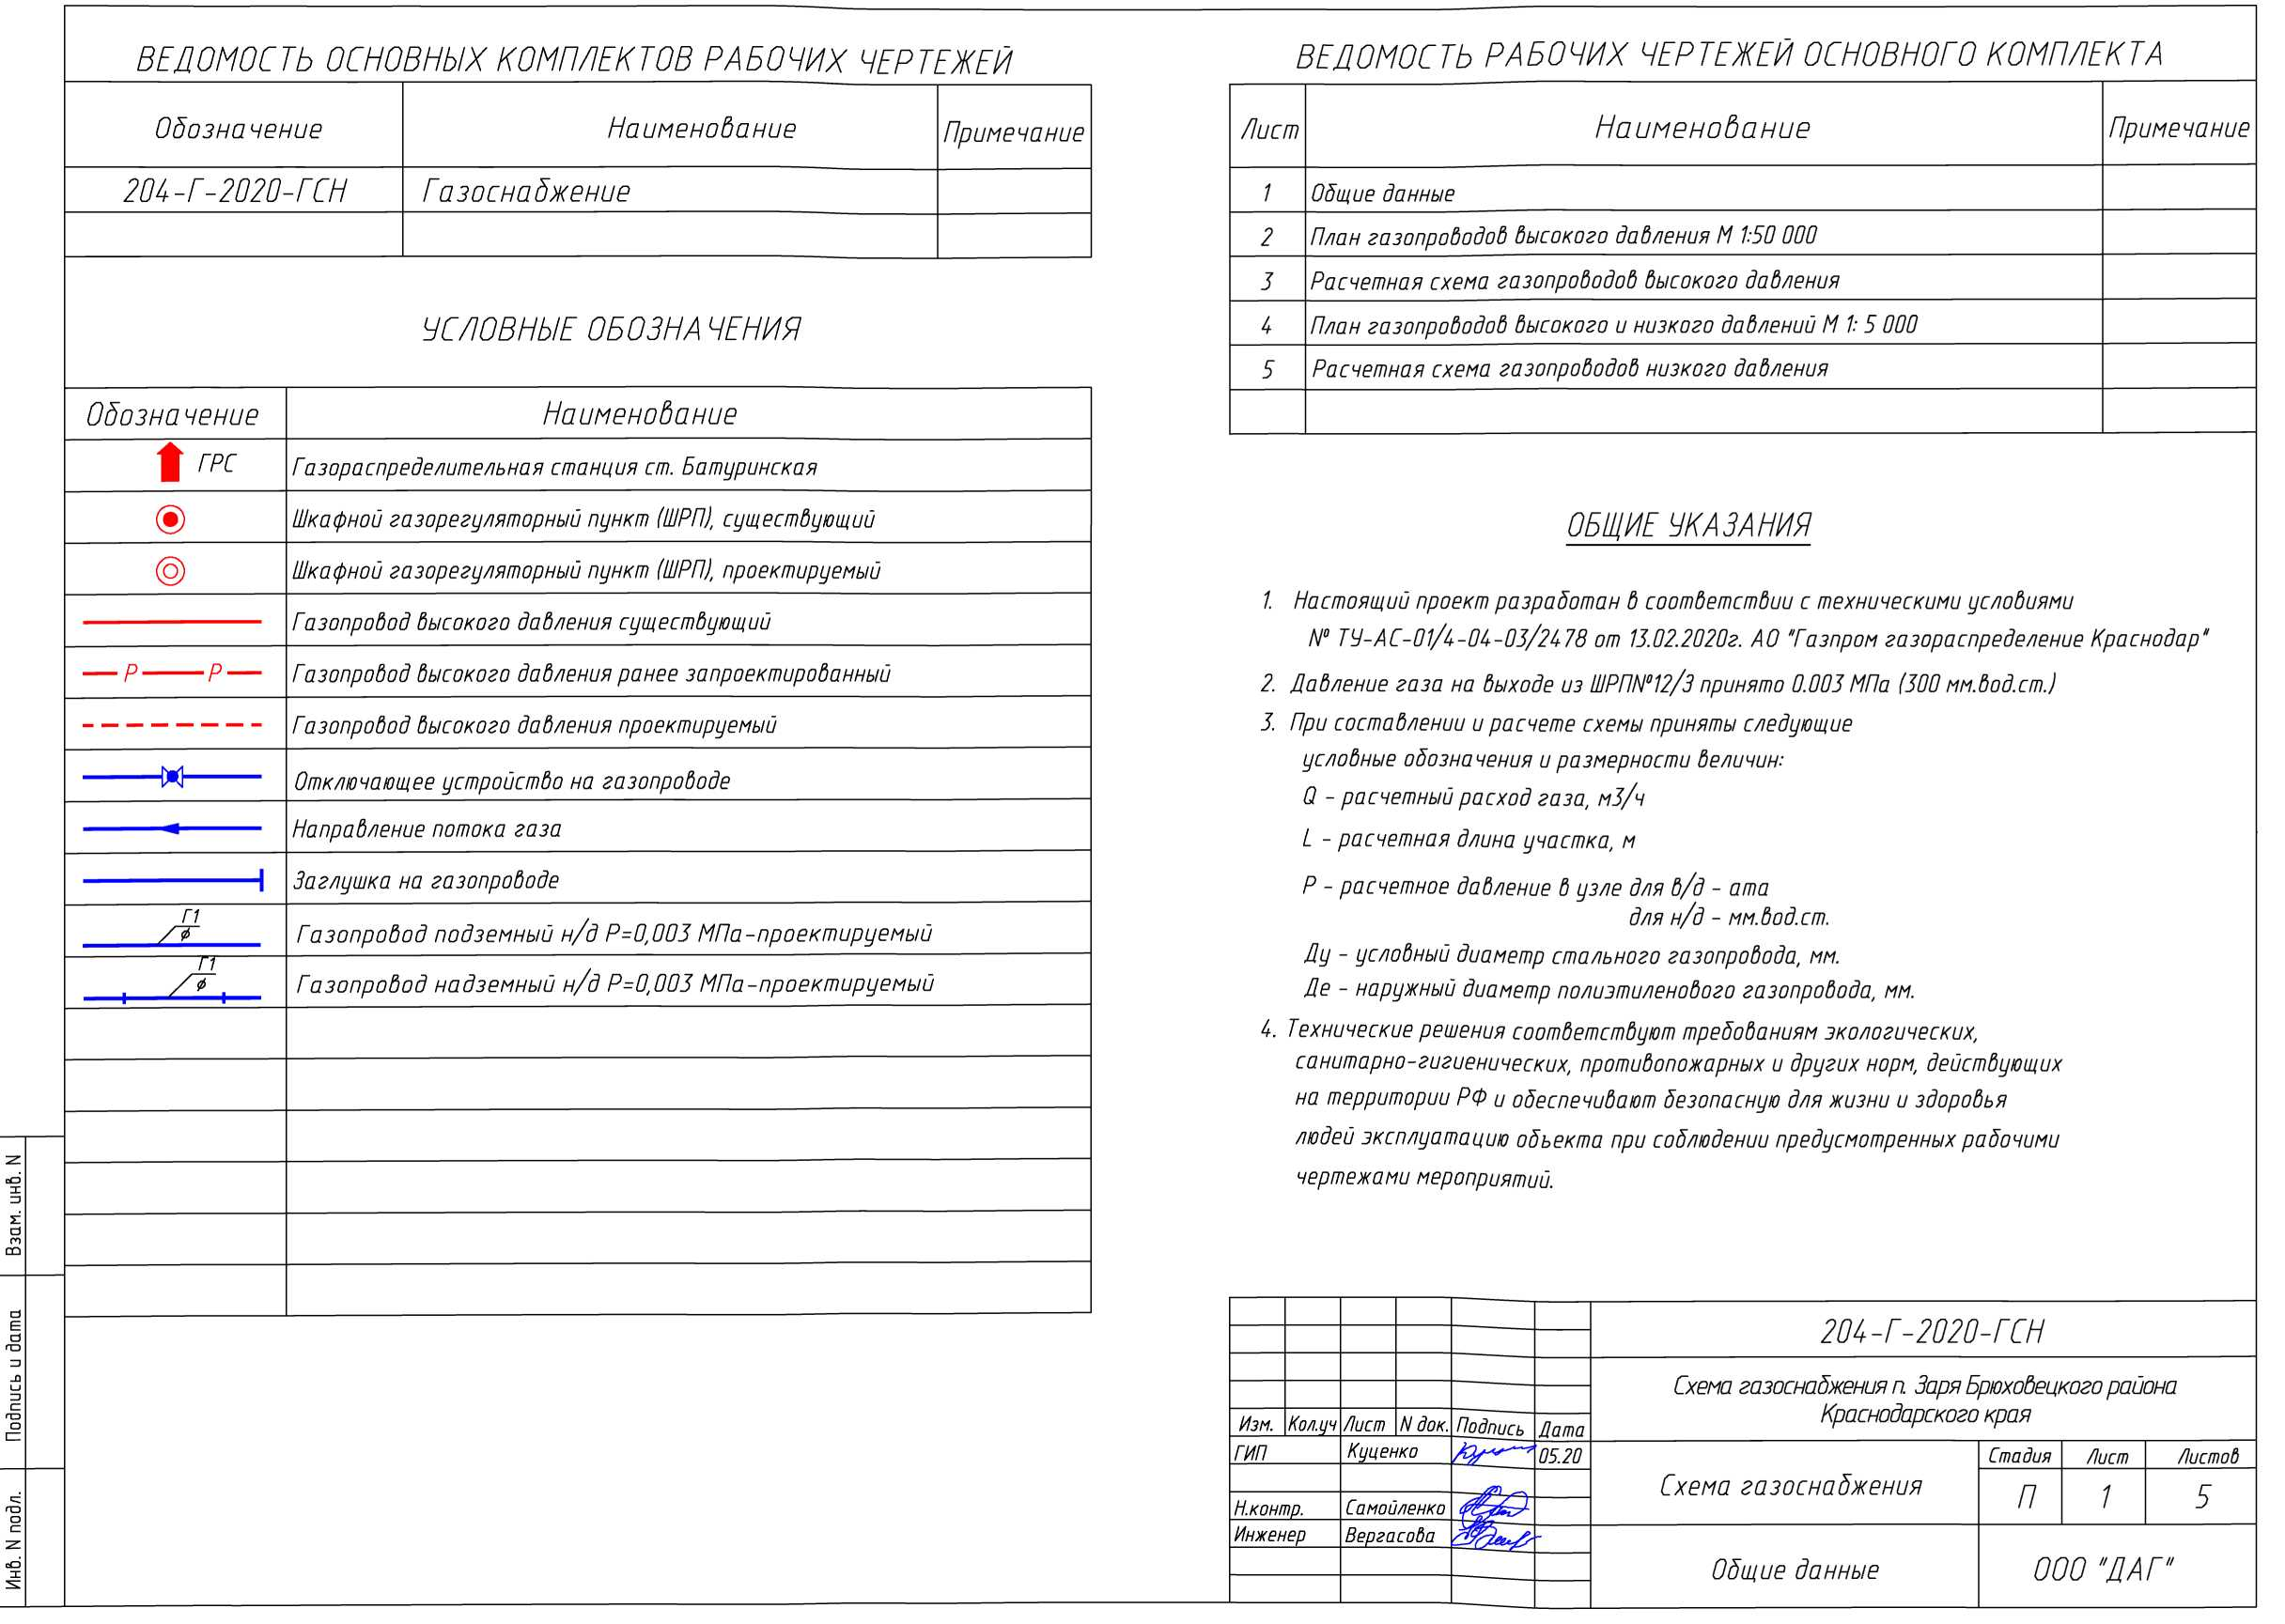 ВЕДОМОСТЬ ОСНОВНЫХ КОМПЛЕКТОВ РАБОЧИХ ЧЕРТЕЖЕЙ
Обозначение Наименование Примечание
204-Г-2020-ГСН Газоснабжение
УСЛОВНЫЕ ОБОЗНАЧЕНИЯ
Обозначение Наименование
ГРС Газораспределительная станция ст. Батуринская
Шкафной газорегуляторный пункт (ШРП), существующий
Шкафной газорегуляторный пункт (ШРП), проектируемый
Газопровод высокого давления существующий
Р Р Газопровод высокого давления ранее запроектированный
Газопровод высокого давления проектируемый
Отключающее устройство на газопроводе
Направление потока газа
Заглушка на газопроводе
Г1
ϕ
Газопровод подземный н/д Р=0,003 МПа-проектируемый
Г1
ϕ
Газопровод надземный н/д Р=0,003 МПа-проектируемый
ВЕДОМОСТЬ РАБОЧИХ ЧЕРТЕЖЕЙ ОСНОВНОГО КОМПЛЕКТА
Лист Наименование Примечание
1 Общие данные
2 План газопроводов высокого давления М 1:50 000
3 Расчетная схема газопроводов высокого давления
4 План газопроводов высокого и низкого давлений М 1: 5 000
5 Расчетная схема газопроводов низкого давления
ОБЩИЕ УКАЗАНИЯ
1. Настоящий проект разработан в соответствии с техническими условиями
№ ТУ-АС-01/4-04-03/2478 от 13.02.2020г. АО "Газпром газораспределение Краснодар"
2. Давление газа на выходе из ШРП№12/З принято 0.003 МПа (300 мм.вод.ст.)
3. При составлении и расчете схемы приняты следующие
условные обозначения и размерности величин:
Q - расчетный расход газа, м3/ч
L - расчетная длина участка, м
Р - расчетное давление в узле для в/д - ата
для н/д - мм.вод.ст.
Ду - условный диаметр стального газопровода, мм.
Де - наружный диаметр полиэтиленового газопровода, мм.
4. Технические решения соответствуют требованиям экологических,
санитарно-гигиенических, противопожарных и других норм, действующих
на территории РФ и обеспечивают безопасную для жизни и здоровья
людей эксплуатацию объекта при соблюдении предусмотренных рабочими
чертежами мероприятий.
Взам. инв. N
Подпись и дата
Инв. N подл.
204-Г-2020-ГСН
Схема газоснабжения п. Заря Брюховецкого района
Краснодарского края
Изм. Кол.уч Лист N док. Подпись Дата
ГИП Куценко 05.20
Н.контр. Самойленко
Инженер Вергасова
Схема газоснабжения
Стадия Лист Листов
П 1 5
Общие данные
ООО "ДАГ"